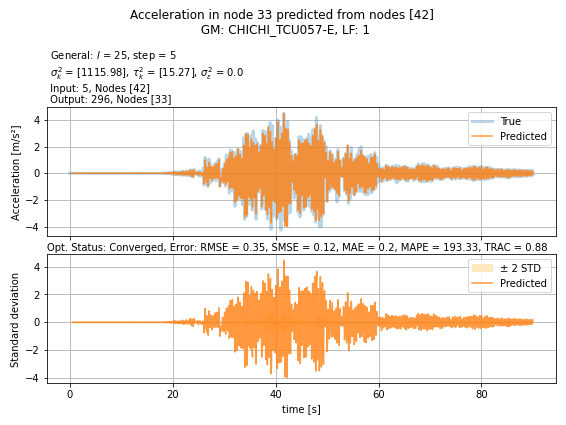 Acceleration in node 33 predicted from nodes [42]
GM: CHICHI_TCU057-E, LF: 1
General: l = 25, step = 5
σ²ₖ = [1115.98], τ²ₖ = [15.27], σ²ε = 0.0
Input: 5, Nodes [42]
Output: 296, Nodes [33]
Acceleration [m/s²]
4
2
0
−2
−4
True
Predicted
Opt. Status: Converged, Error: RMSE = 0.35, SMSE = 0.12, MAE = 0.2, MAPE = 193.33, TRAC = 0.88
Standard deviation
4
2
0
−2
−4
± 2 STD
Predicted
0 20 40 60 80
time [s]